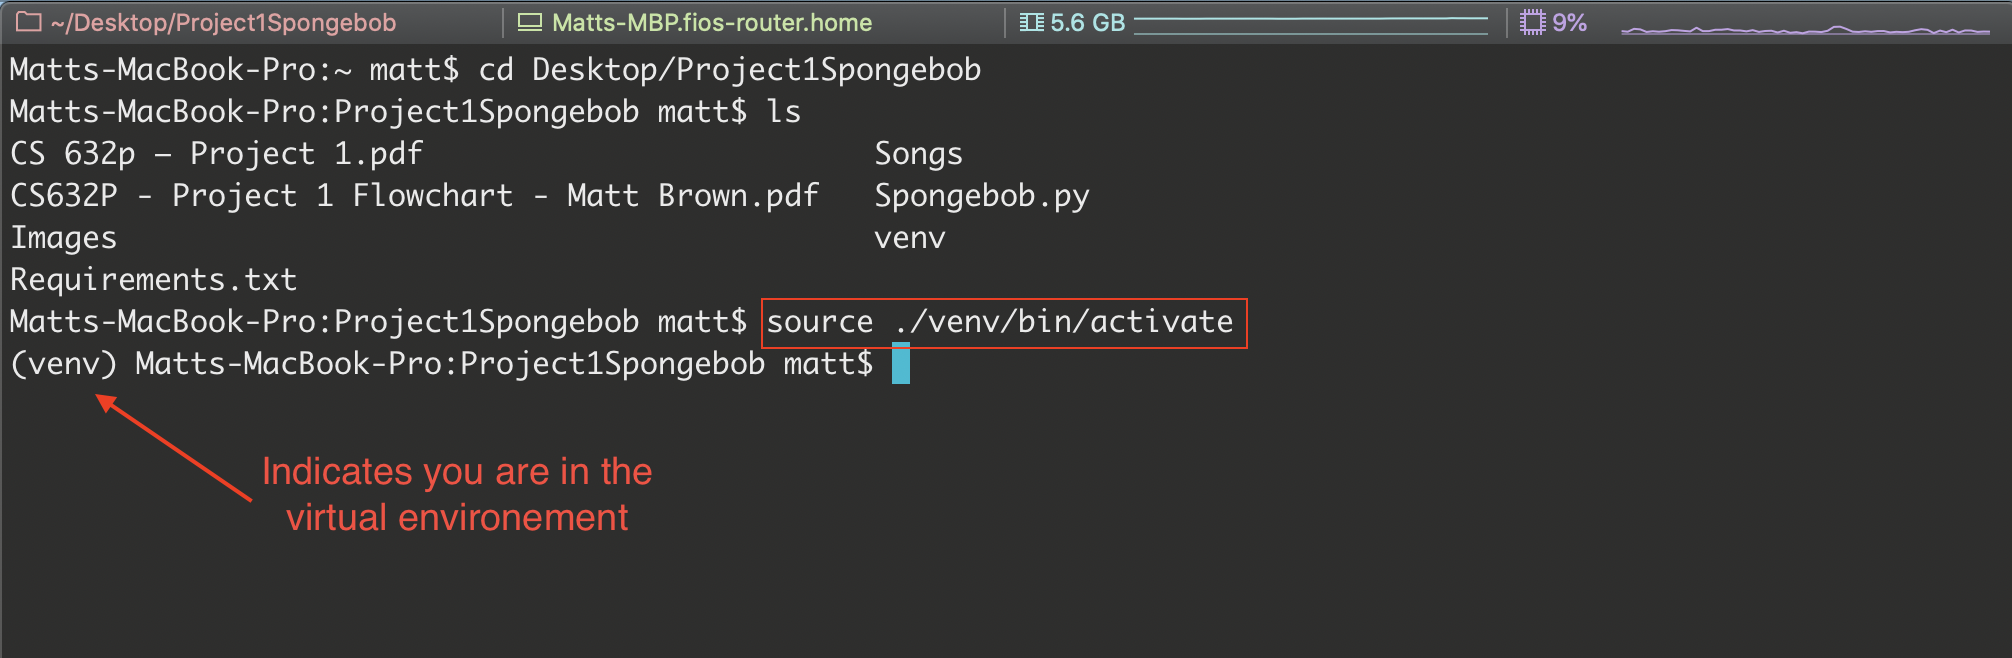 ~/Desktop/Project1Spongebob Matts-MBP.fios-router.home 5.6 GB 9%
Matts-MacBook-Pro:~ matt$ cd Desktop/Project1Spongebob
Matts-MacBook-Pro:Project1Spongebob matt$ ls
CS 632p – Project 1.pdf Songs
CS632P - Project 1 Flowchart - Matt Brown.pdf Spongebob.py
Images venv
Requirements.txt
Matts-MacBook-Pro:Project1Spongebob matt$ source ./venv/bin/activate
(venv) Matts-MacBook-Pro:Project1Spongebob matt$
Indicates you are in the
virtual environement